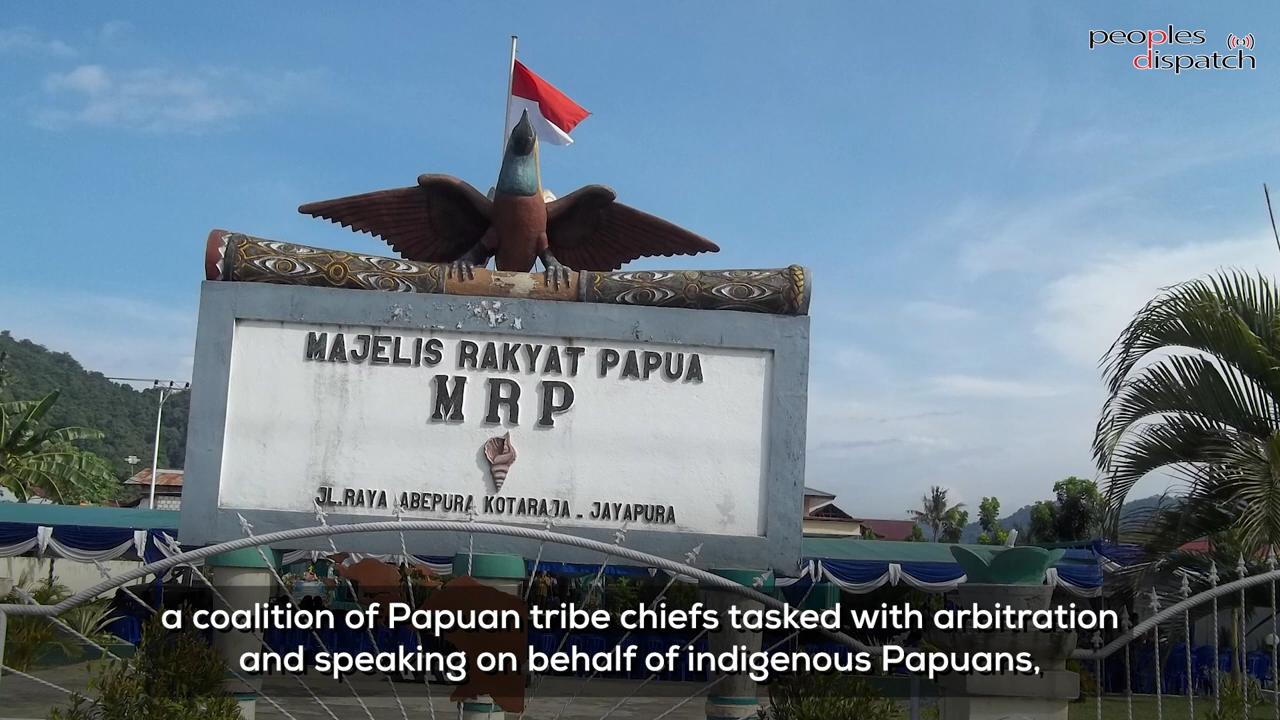 peoples
dispatch
MAJELIS RAKYAT PAPUA
MRP
JL.RAYA ABEPURA KOTARAJA - JAYAPURA
a coalition of Papuan tribe chiefs tasked with arbitration
and speaking on behalf of indigenous Papuans,